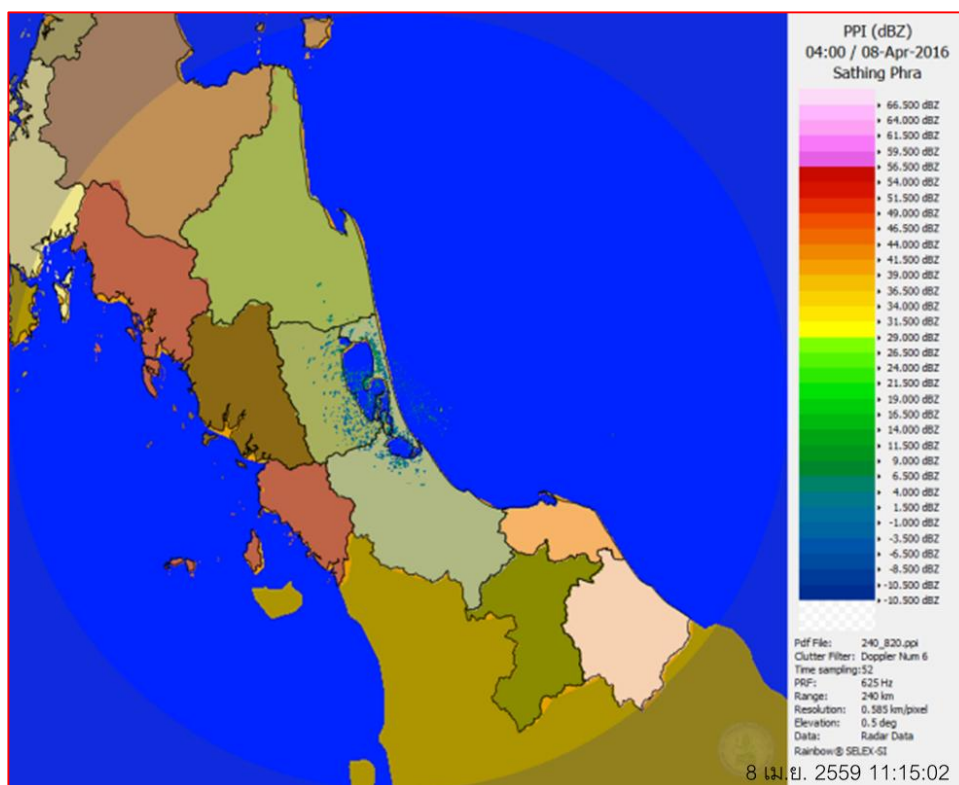 PPI (dBZ)
04:00 / 08-Apr-2016
Sathing Phra
66.500 dBZ
64.000 dBZ
61.500 dBZ
59.500 dBZ
56.500 dBZ
54.000 dBZ
51.500 dBZ
49.000 dBZ
46.500 dBZ
44.000 dBZ
41.500 dBZ
39.000 dBZ
36.500 dBZ
34.000 dBZ
31.500 dBZ
29.000 dBZ
26.500 dBZ
24.000 dBZ
21.500 dBZ
19.000 dBZ
16.500 dBZ
14.000 dBZ
11.500 dBZ
9.000 dBZ
6.500 dBZ
4.000 dBZ
1.500 dBZ
-1.000 dBZ
-3.500 dBZ
-6.500 dBZ
-8.500 dBZ
-10.500 dBZ
-10.500 dBZ
Pdf File: 240_B20.ppi
Clutter Filter: Doppler Num 6
Time sampling:52
PRF: 625 Hz
Range: 240 km
Resolution: 0.585 km/pixel
Elevation: 0.5 deg
Data: Radar Data
Rainbow® SELEX-SI
8 เม.ย. 2559 11:15:02